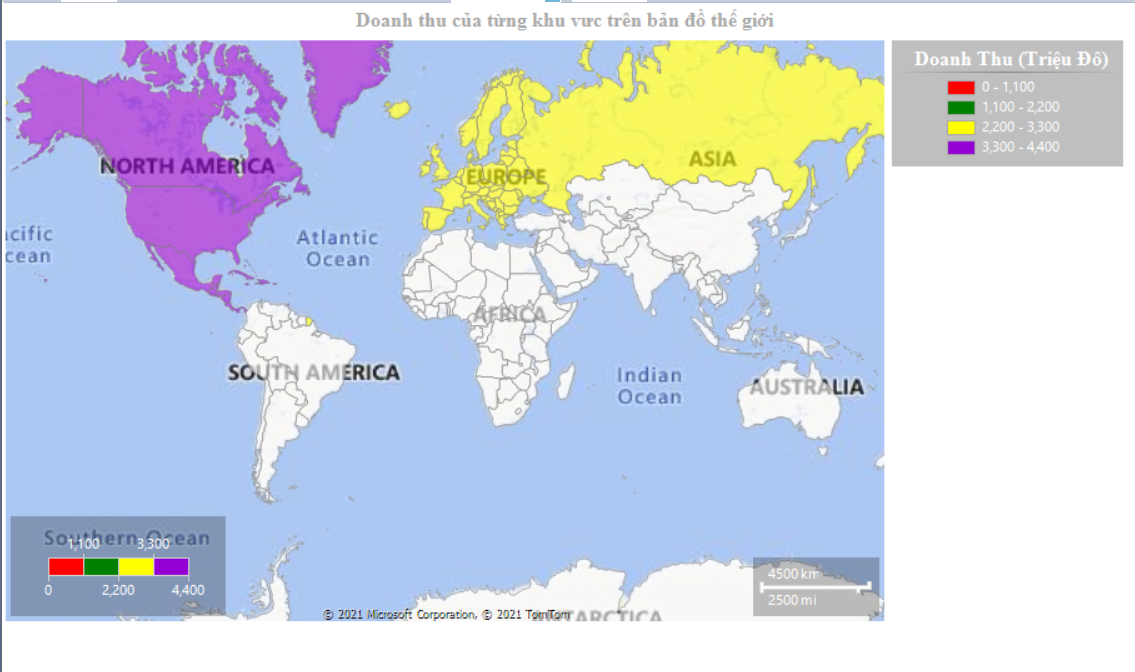 Doanh thu của từng khu vực trên bản đồ thế giới
Doanh Thu (Triệu Đô)
0 - 1,100
1,100 - 2,200
2,200 - 3,300
3,300 - 4,400
NORTH AMERICA
ASIA
EUROPE
acific
cean
Atlantic
Ocean
AFRICA
SOUTH AMERICA
Indian
Ocean
AUSTRALIA
Southern Ocean
1,100 3,300
0 2,200 4,400
4500 km
2500 mi
© 2021 Microsoft Corporation, © 2021 TomTom
TARCTICA